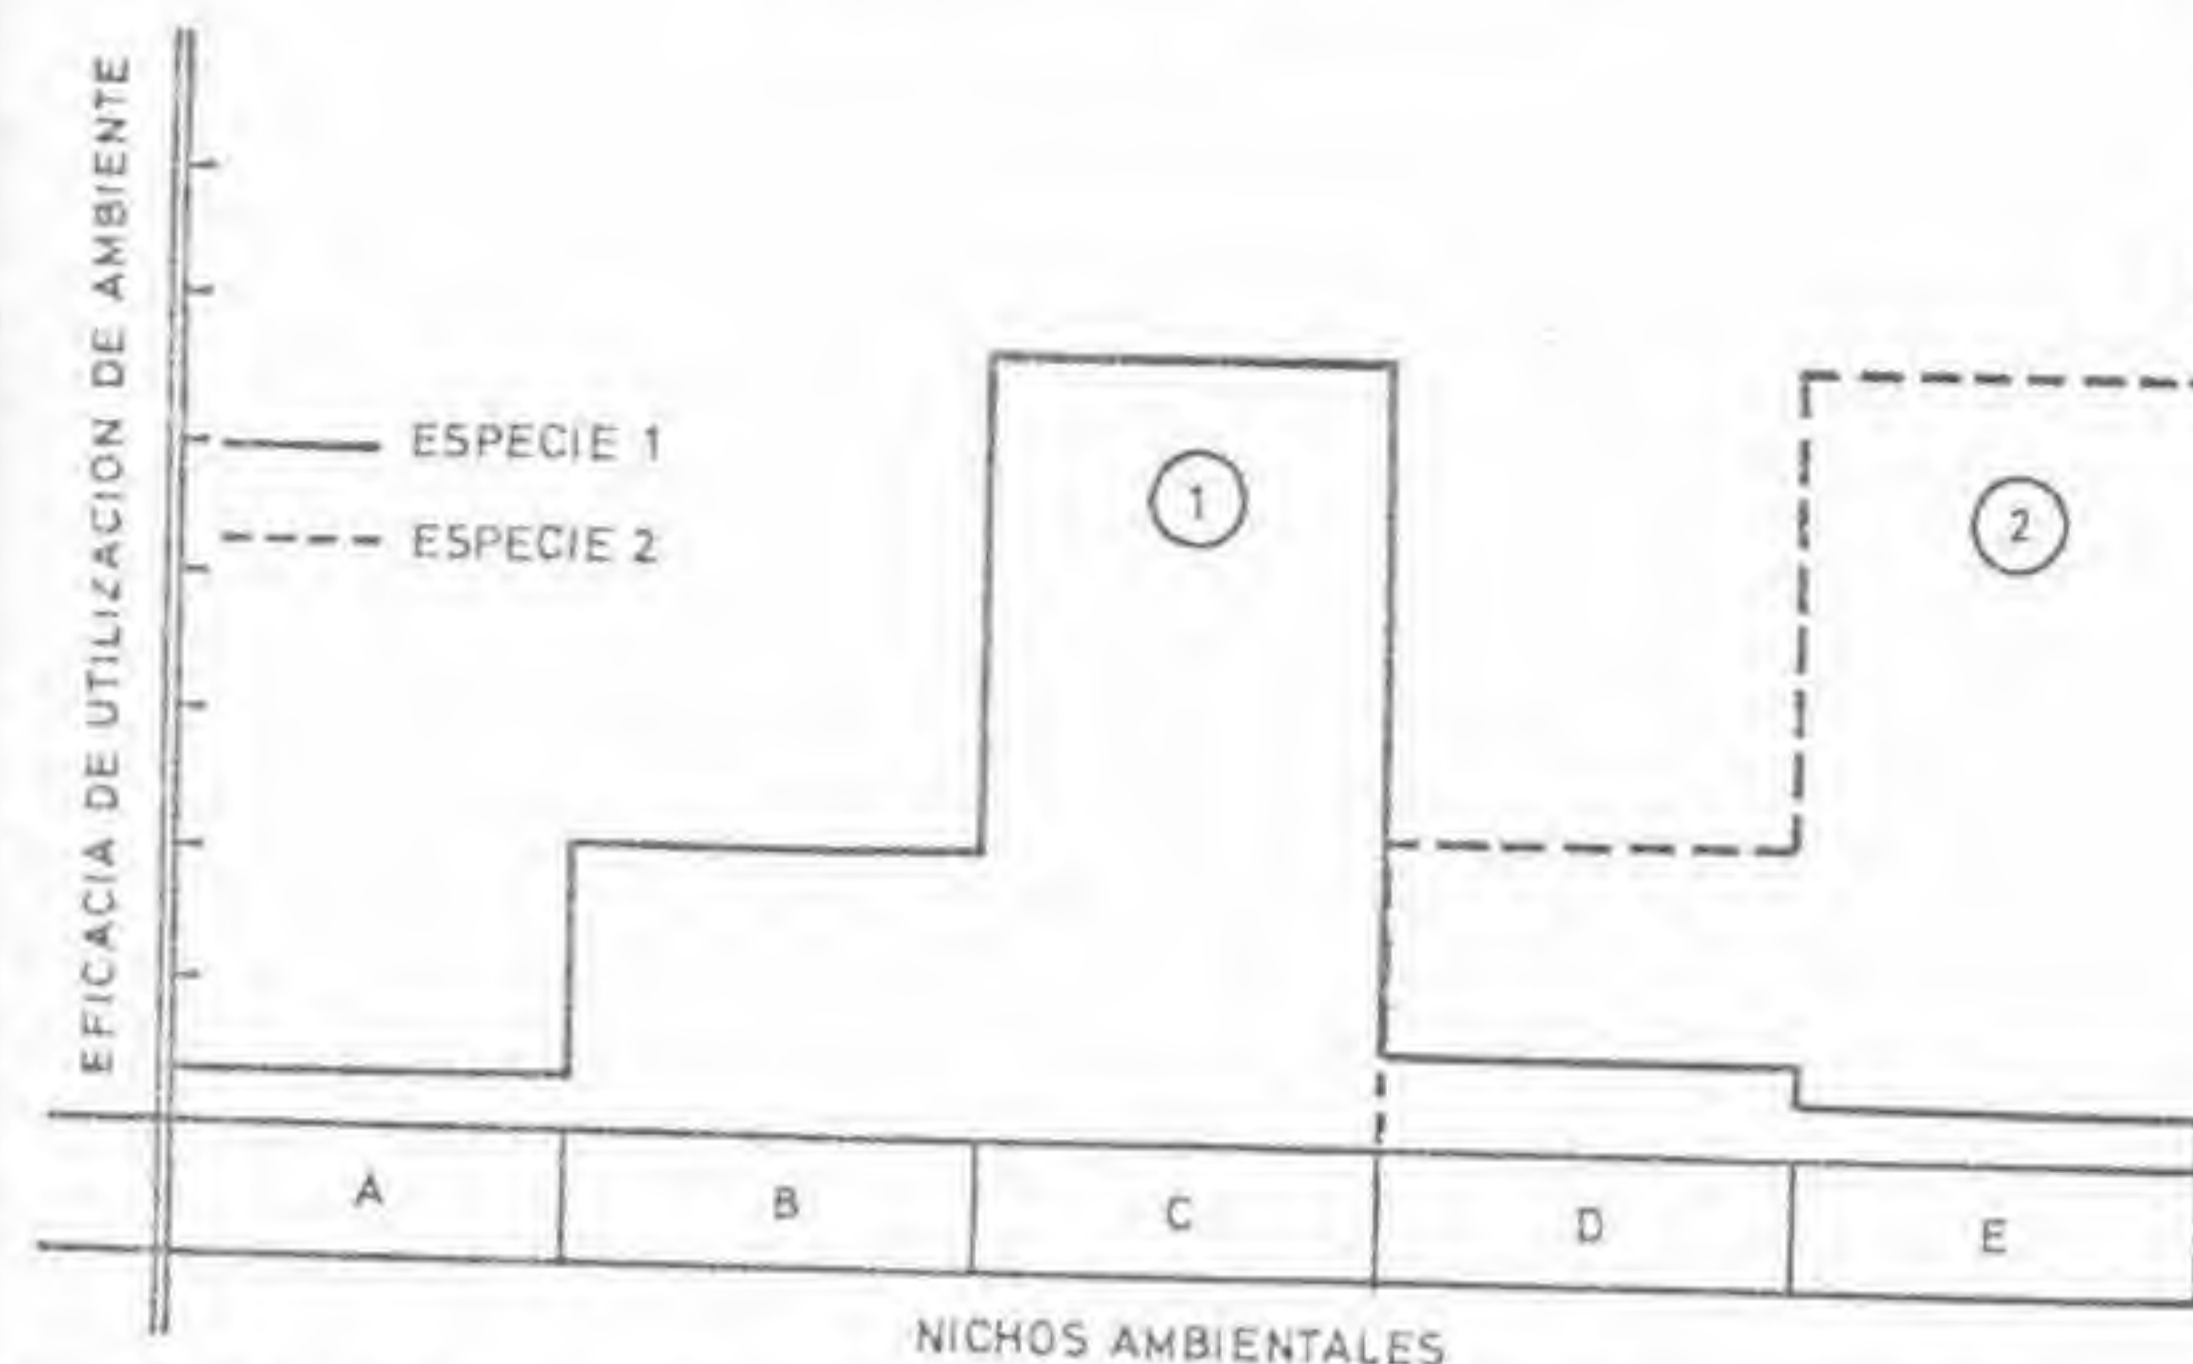 EFICACIA DE UTILIZACION DE AMBIENTE
ESPECIE 1
ESPECIE 2
1
2
A
B
C
D
E
NICHOS AMBIENTALES